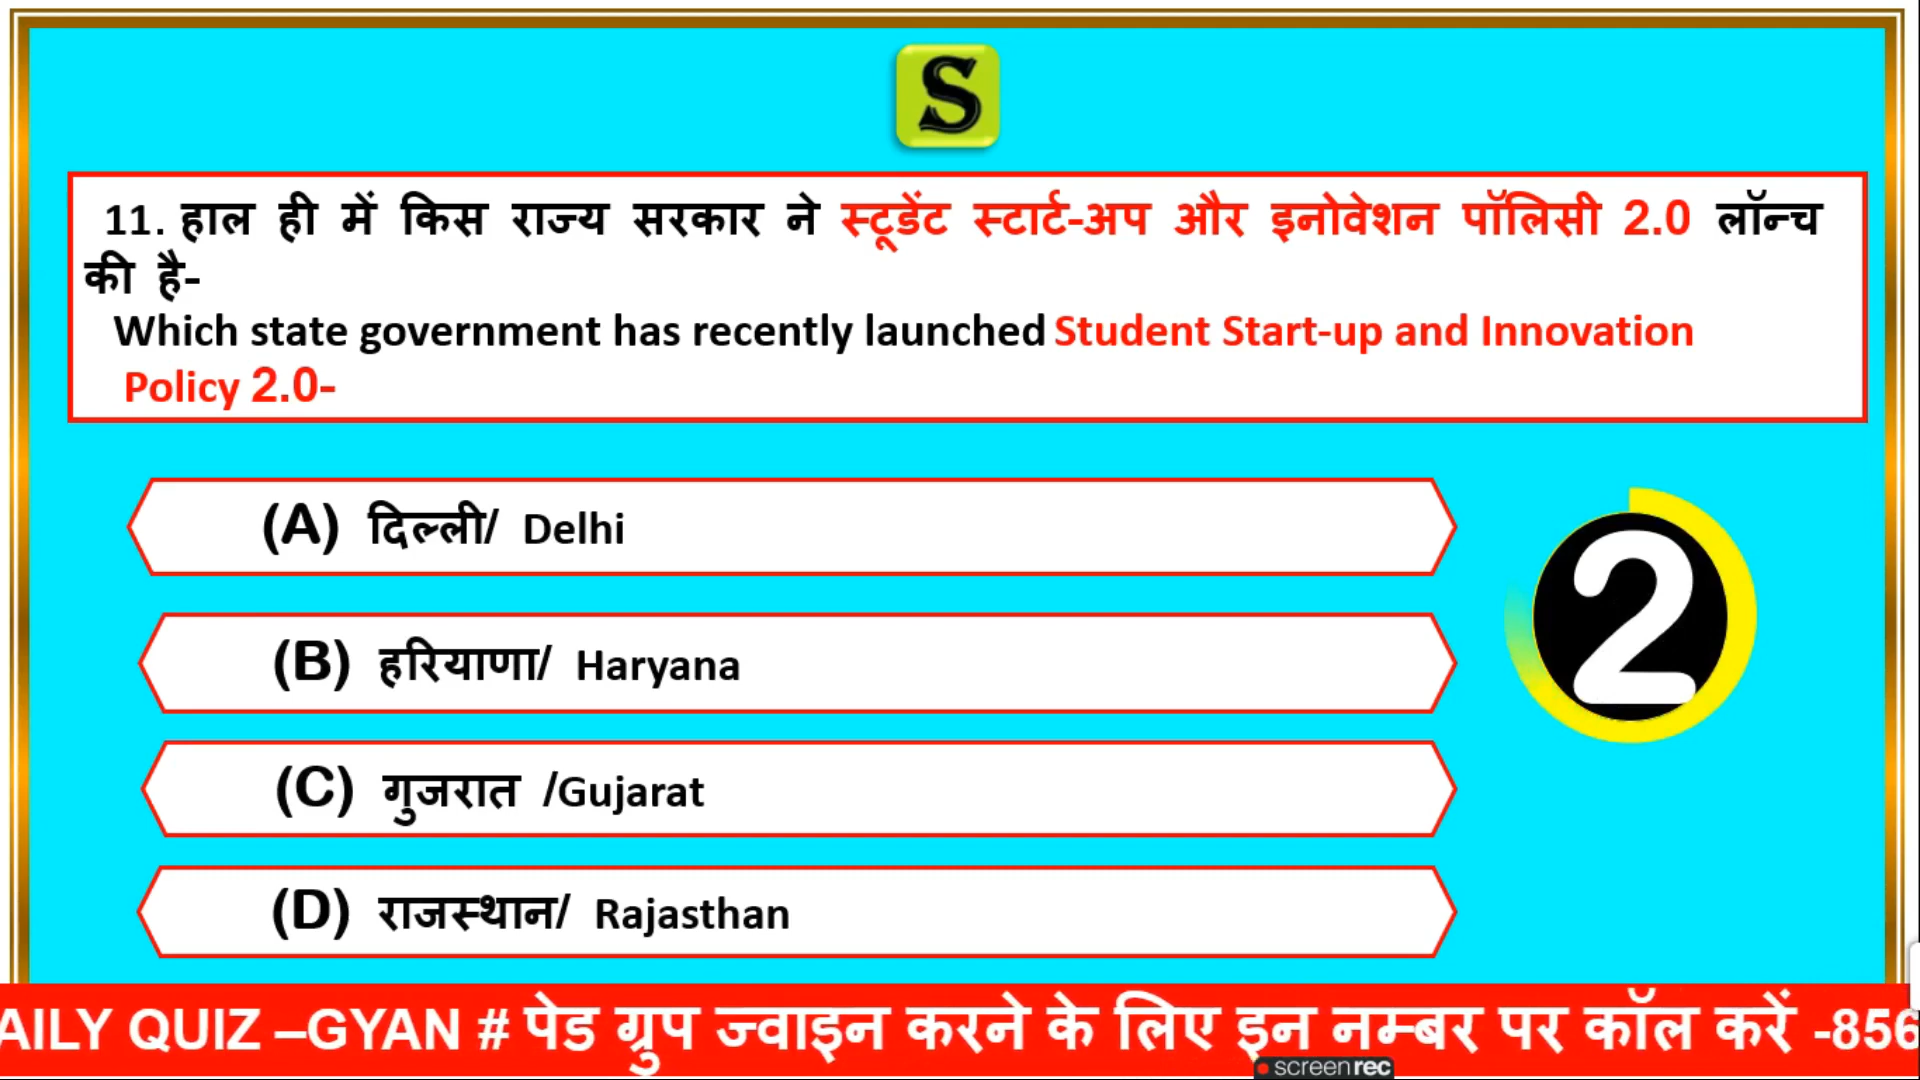 S
11. हाल ही में किस राज्य सरकार ने स्टूडेंट स्टार्ट-अप और इनोवेशन पॉलिसी 2.0 लॉन्च
की है-
Which state government has recently launched Student Start-up and Innovation
Policy 2.0-
(A) दिल्ली/ Delhi
2
(B) हरियाणा/ Haryana
(C) गुजरात /Gujarat
(D) राजस्थान/ Rajasthan
AILY QUIZ –GYAN # पेड ग्रुप ज्वाइन करने के लिए इन नम्बर पर कॉल करें -856
screenrec